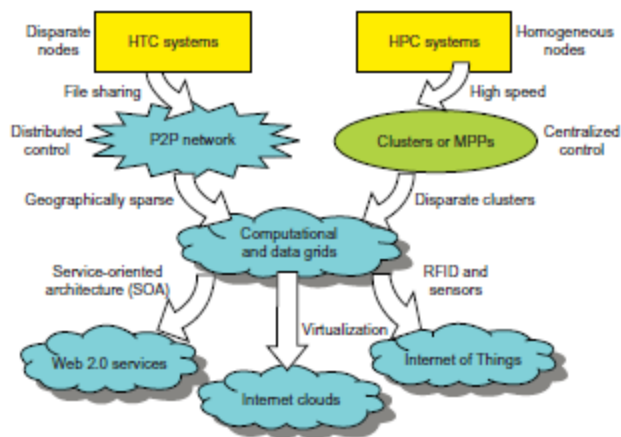 Disparate
nodes
HTC systems
HPC systems
Homogeneous
nodes
File sharing
High speed
Distributed
control
P2P network
Clusters or MPPs
Centralized
control
Geographically sparse
Disparate clusters
Computational
and data grids
Service-oriented
architecture (SOA)
RFID and
sensors
Virtualization
Web 2.0 services
Internet clouds
Internet of Things